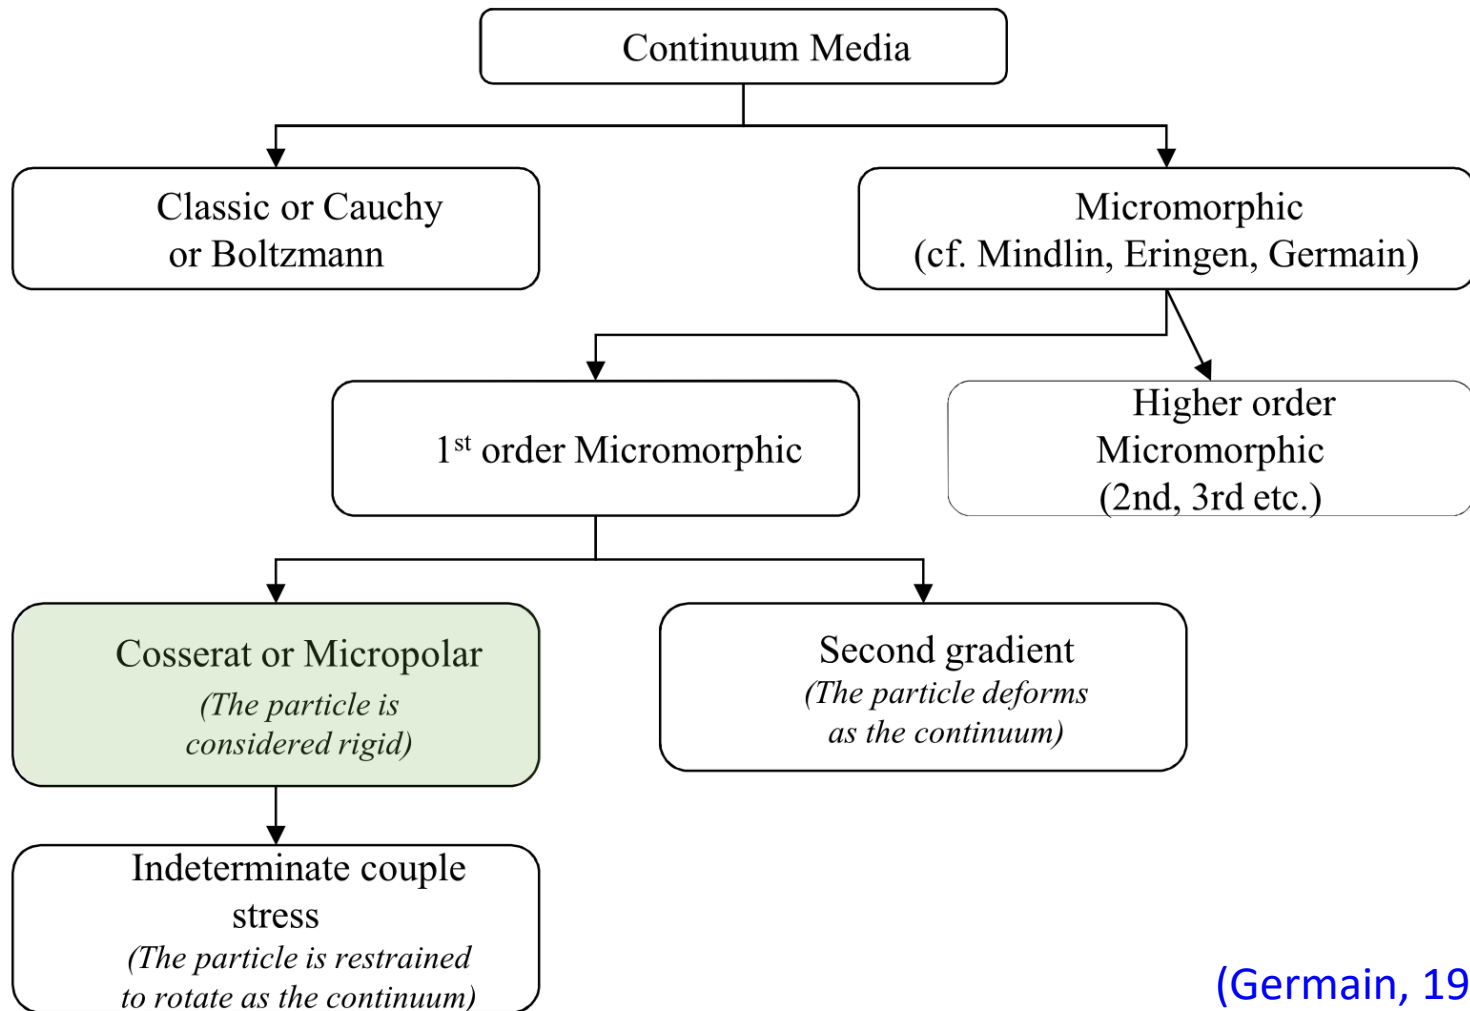 Continuum Media
Classic or Cauchy
or Boltzmann
Micromorphic
(cf. Mindlin, Eringen, Germain)
1st order Micromorphic
Higher order
Micromorphic
(2nd, 3rd etc.)
Cosserat or Micropolar
(The particle is
considered rigid)
Second gradient
(The particle deforms
as the continuum)
Indeterminate couple
stress
(The particle is restrained
to rotate as the continuum)
(Germain, 19